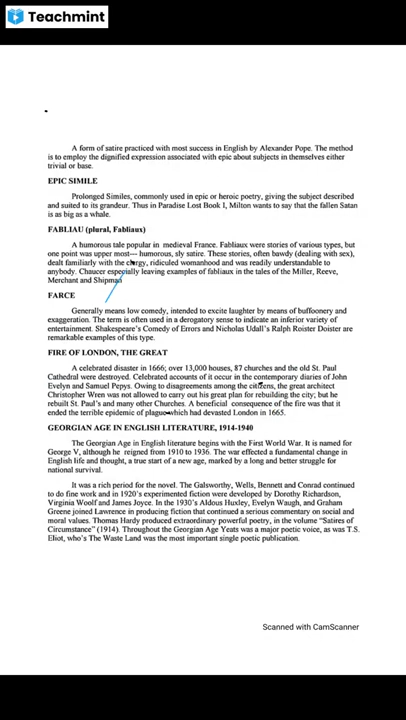 Teachmint
A form of satire practiced with most success in English by Alexander Pope. The method
is to employ the dignified expression associated with epic about subjects in themselves either
trivial or base.
EPIC SIMILE
Prolonged Similes, commonly used in epic or heroic poetry, giving the subject described
and suited to its grandeur. Thus in Paradise Lost Book I, Milton wants to say that the fallen Satan
is as big as a whale.
FABLIAU (plural, Fabliaux)
A humorous tale popular in medieval France. Fabliaux were stories of various types, but
one point was upper most--- humorous, sly satire. These stories, often bawdy (dealing with sex),
dealt familiarly with the clergy, ridiculed womanhood and was readily understandable to
anybody. Chaucer especially leaving examples of fabliaux in the tales of the Miller, Reeve,
Merchant and Shipman
FARCE
Generally means low comedy, intended to excite laughter by means of buffoonery and
exaggeration. The term is often used in a derogatory sense to indicate an inferior variety of
entertainment. Shakespeare's Comedy of Errors and Nicholas Udall's Ralph Roister Doister are
remarkable examples of this type.
FIRE OF LONDON, THE GREAT
A celebrated disaster in 1666; over 13,000 houses, 87 churches and the old St. Paul
Cathedral were destroyed. Celebrated accounts of it occur in the contemporary diaries of John
Evelyn and Samuel Pepys. Owing to disagreements among the citizens, the great architect
Christopher Wren was not allowed to carry out his great plan for rebuilding the city; but he
rebuilt St. Paul's and many other Churches. A beneficial consequence of the fire was that it
ended the terrible epidemic of plague which had devasted London in 1665.
GEORGIAN AGE IN ENGLISH LITERATURE, 1914-1940
The Georgian Age in English literature begins with the First World War. It is named for
George V, although he reigned from 1910 to 1936. The war effected a fundamental change in
English life and thought, a true start of a new age, marked by a long and better struggle for
national survival.
It was a rich period for the novel. The Galsworthy, Wells, Bennett and Conrad continued
to do fine work and in 1920's experimented fiction were developed by Dorothy Richardson,
Virginia Woolf and James Joyce. In the 1930's Aldous Huxley, Evelyn Waugh, and Graham
Greene joined Lawrence in producing fiction that continued a serious commentary on social and
moral values. Thomas Hardy produced extraordinary powerful poetry, in the volume "Satires of
Circumstance" (1914). Throughout the Georgian Age Yeats was a major poetic voice, as was T.S.
Eliot, who's The Waste Land was the most important single poetic publication.
Scanned with CamScanner